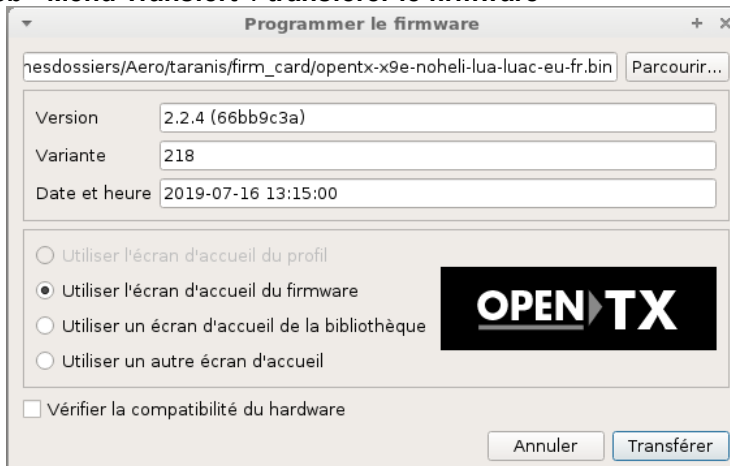 Programmer le firmware
nesdossiers/Aero/taranis/firm_card/opentx-x9e-noheli-lua-luac-eu-fr.bin Parcourir...
Version 2.2.4 (66bb9c3a)
Variante 218
Date et heure 2019-07-16 13:15:00
Utiliser l'écran d'accueil du profil
Utiliser l'écran d'accueil du firmware
Utiliser un écran d'accueil de la bibliothèque
Utiliser un autre écran d'accueil
OPEN TX
Vérifier la compatibilité du hardware
Annuler Transférer